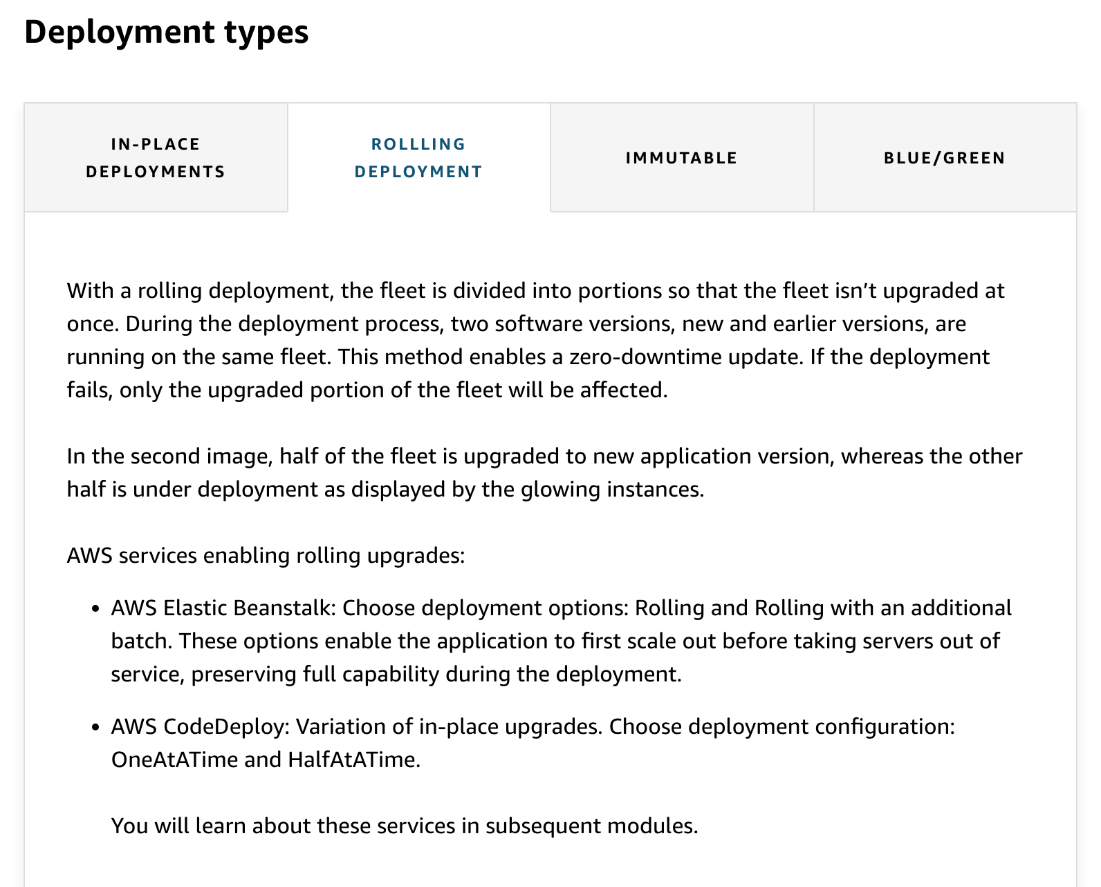 Deployment types
IN-PLACE
DEPLOYMENTS
ROLLLING
DEPLOYMENT
IMMUTABLE
BLUE/GREEN
With a rolling deployment, the fleet is divided into portions so that the fleet isn’t upgraded at
once. During the deployment process, two software versions, new and earlier versions, are
running on the same fleet. This method enables a zero-downtime update. If the deployment
fails, only the upgraded portion of the fleet will be affected.
In the second image, half of the fleet is upgraded to new application version, whereas the other
half is under deployment as displayed by the glowing instances.
AWS services enabling rolling upgrades:
• AWS Elastic Beanstalk: Choose deployment options: Rolling and Rolling with an additional
batch. These options enable the application to first scale out before taking servers out of
service, preserving full capability during the deployment.
• AWS CodeDeploy: Variation of in-place upgrades. Choose deployment configuration:
OneAtATime and HalfAtATime.
You will learn about these services in subsequent modules.